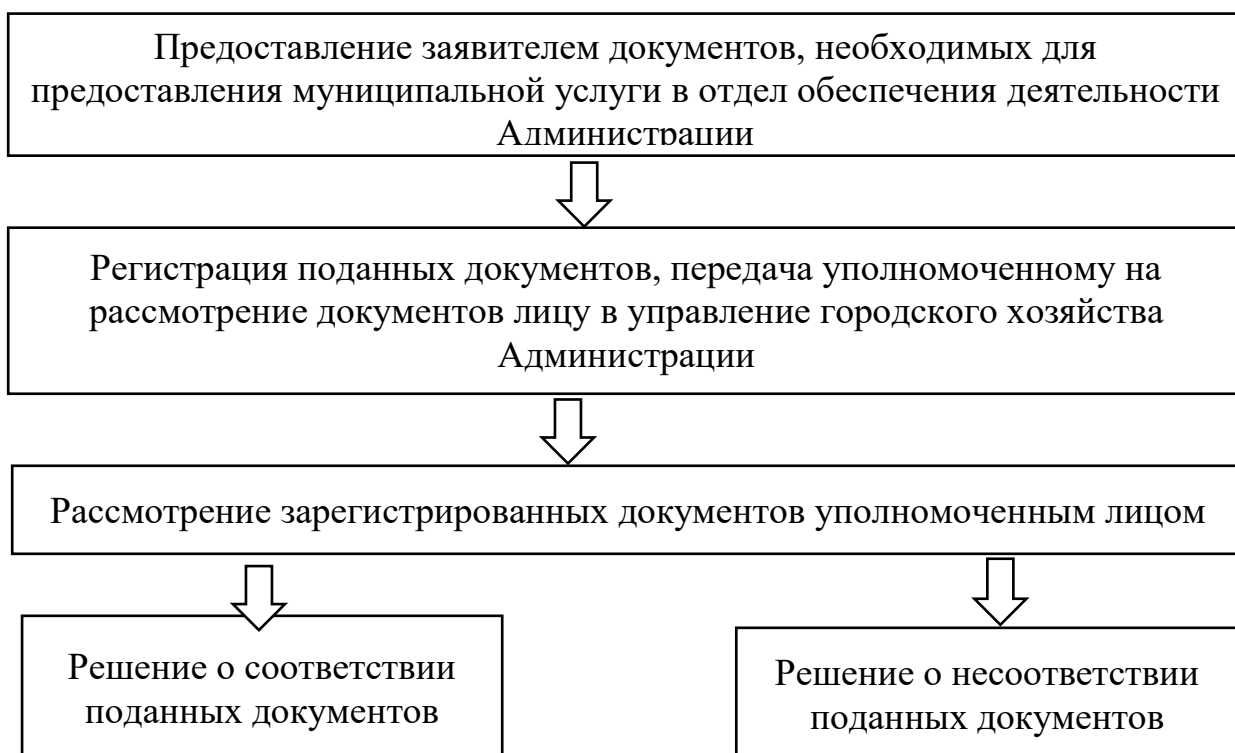 Предоставление заявителем документов, необходимых для
предоставления муниципальной услуги в отдел обеспечения деятельности
Администрации
Регистрация поданных документов, передача уполномоченному на
рассмотрение документов лицу в управление городского хозяйства
Администрации
Рассмотрение зарегистрированных документов уполномоченным лицом
Решение о соответствии
поданных документов
Решение о несоответствии
поданных документов